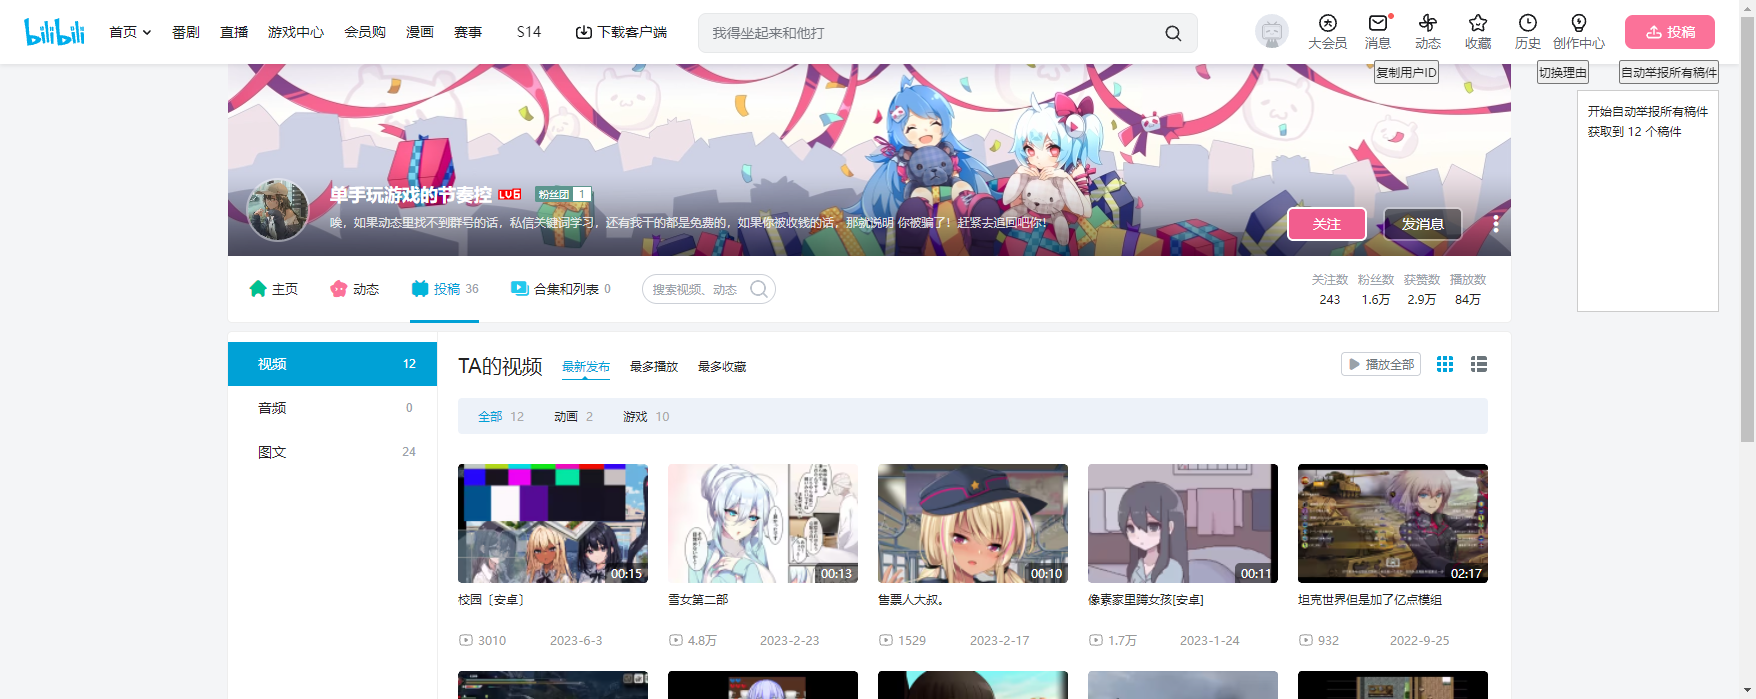 bilibili
首页
番剧
直播
游戏中心
会员购
漫画
赛事
S14
下载客户端
我得坐起来和他打
大会员
消息
动态
收藏
历史
创作中心
投稿
复制用户ID
切换理由
自动举报所有稿件
开始自动举报所有稿件
获取到 12 个稿件
单手玩游戏的节奏控 LV6 粉丝团 1
唉，如果动态里找不到群号的话，私信关键词学习，还有我干的都是免费的，如果你被收钱的话，那就说明 你被骗了！赶紧去追回吧你！
关注
发消息
主页
动态
投稿 36
合集和列表 0
搜索视频、动态
关注数 粉丝数 获赞数 播放数
243 1.6万 2.9万 84万
视频 12
音频 0
图文 24
TA的视频
最新发布
最多播放
最多收藏
播放全部
全部 12
动画 2
游戏 10
00:15
00:13
00:10
00:11
02:17
校园〔安卓〕
雪女第二部
售票人大叔。
像素家里蹲女孩[安卓]
坦克世界但是加了亿点模组
3010 2023-6-3
4.8万 2023-2-23
1529 2023-2-17
1.7万 2023-1-24
932 2022-9-25